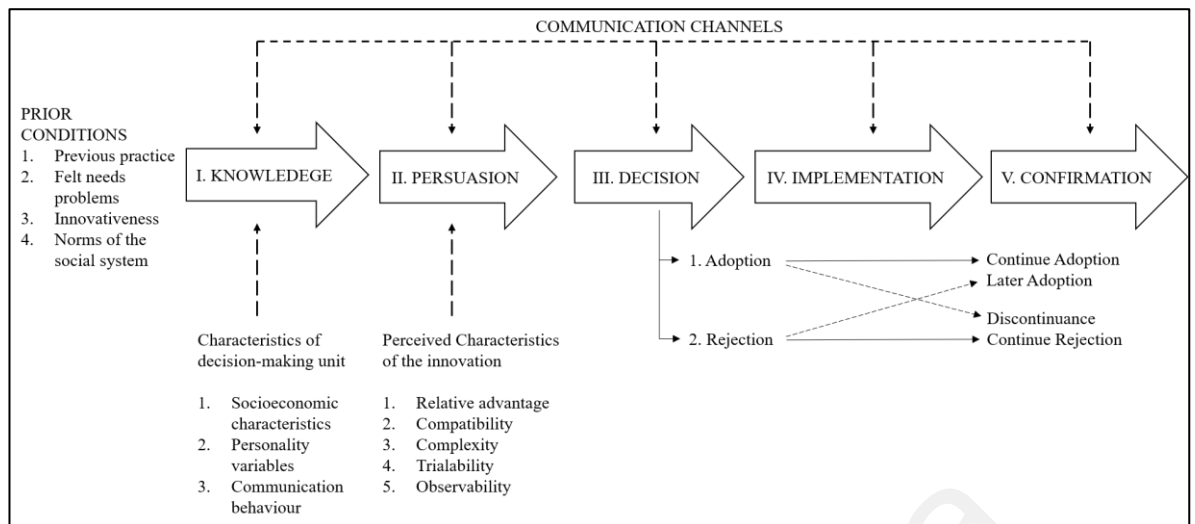 COMMUNICATION CHANNELS
PRIOR
CONDITIONS
1. Previous practice
2. Felt needs
problems
3. Innovativeness
4. Norms of the
social system
I. KNOWLEDEGE
II. PERSUASION
III. DECISION
IV. IMPLEMENTATION
V. CONFIRMATION
1. Adoption
2. Rejection
Continue Adoption
Later Adoption
Discontinuance
Continue Rejection
Characteristics of
decision-making unit
1. Socioeconomic
characteristics
2. Personality
variables
3. Communication
behaviour
Perceived Characteristics
of the innovation
1. Relative advantage
2. Compatibility
3. Complexity
4. Trialability
5. Observability